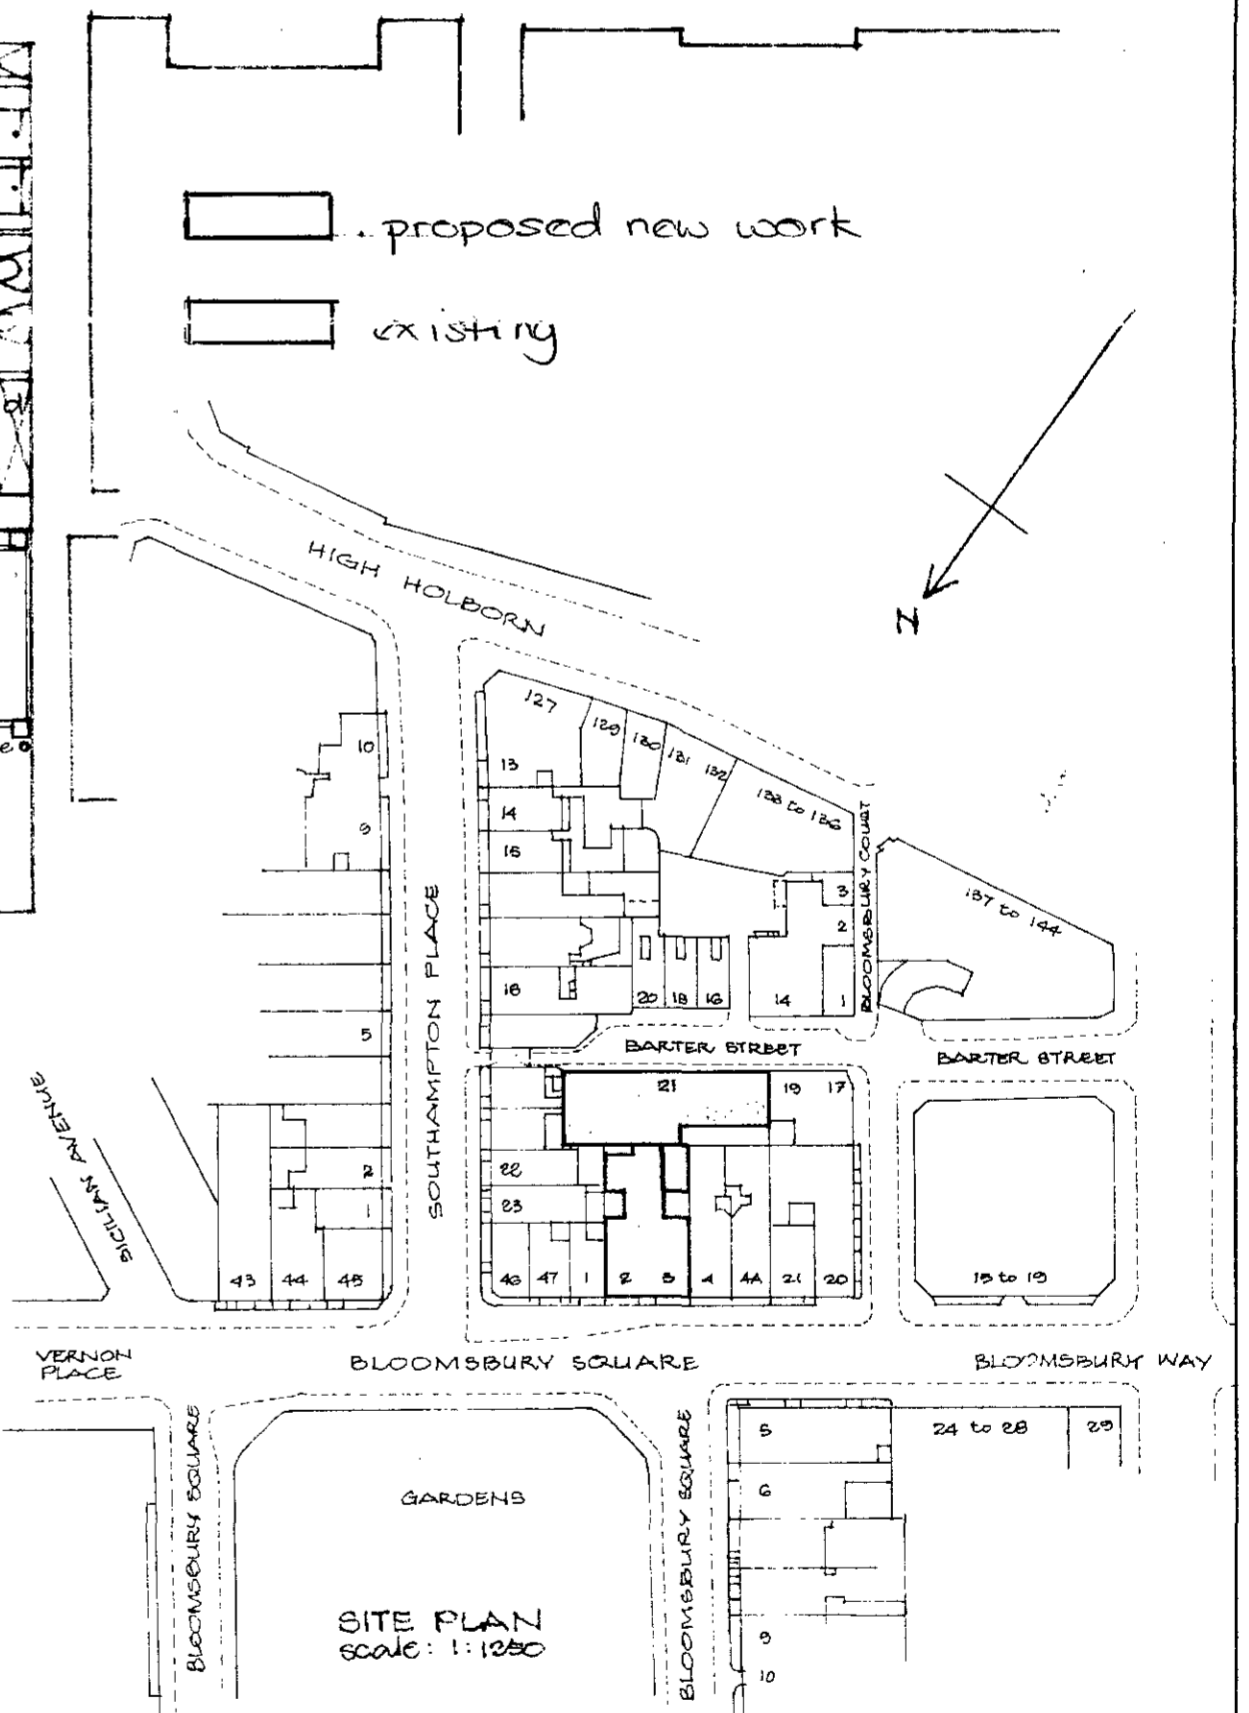 proposed new work
existing
N
HIGH HOLBORN
127
129
130
131
132
133 to 136
10
13
14
15
9
BLOOMSBURY COURT
3
2
137 to 144
SOUTHAMPTON PLACE
18
20
18
16
14
1
5
BARTER STREET
BARTER STREET
21
19
17
SICILIAN AVENUE
2
22
1
23
43
44
45
46
47
1
2
3
4
4A
21
20
15 to 19
VERNON
PLACE
BLOOMSBURY SQUARE
BLOOMSBURY WAY
BLOOMSBURY SQUARE
BLOOMSBURY SQUARE
5
24 to 28
29
6
GARDENS
SITE PLAN
scale: 1:1250
9
10